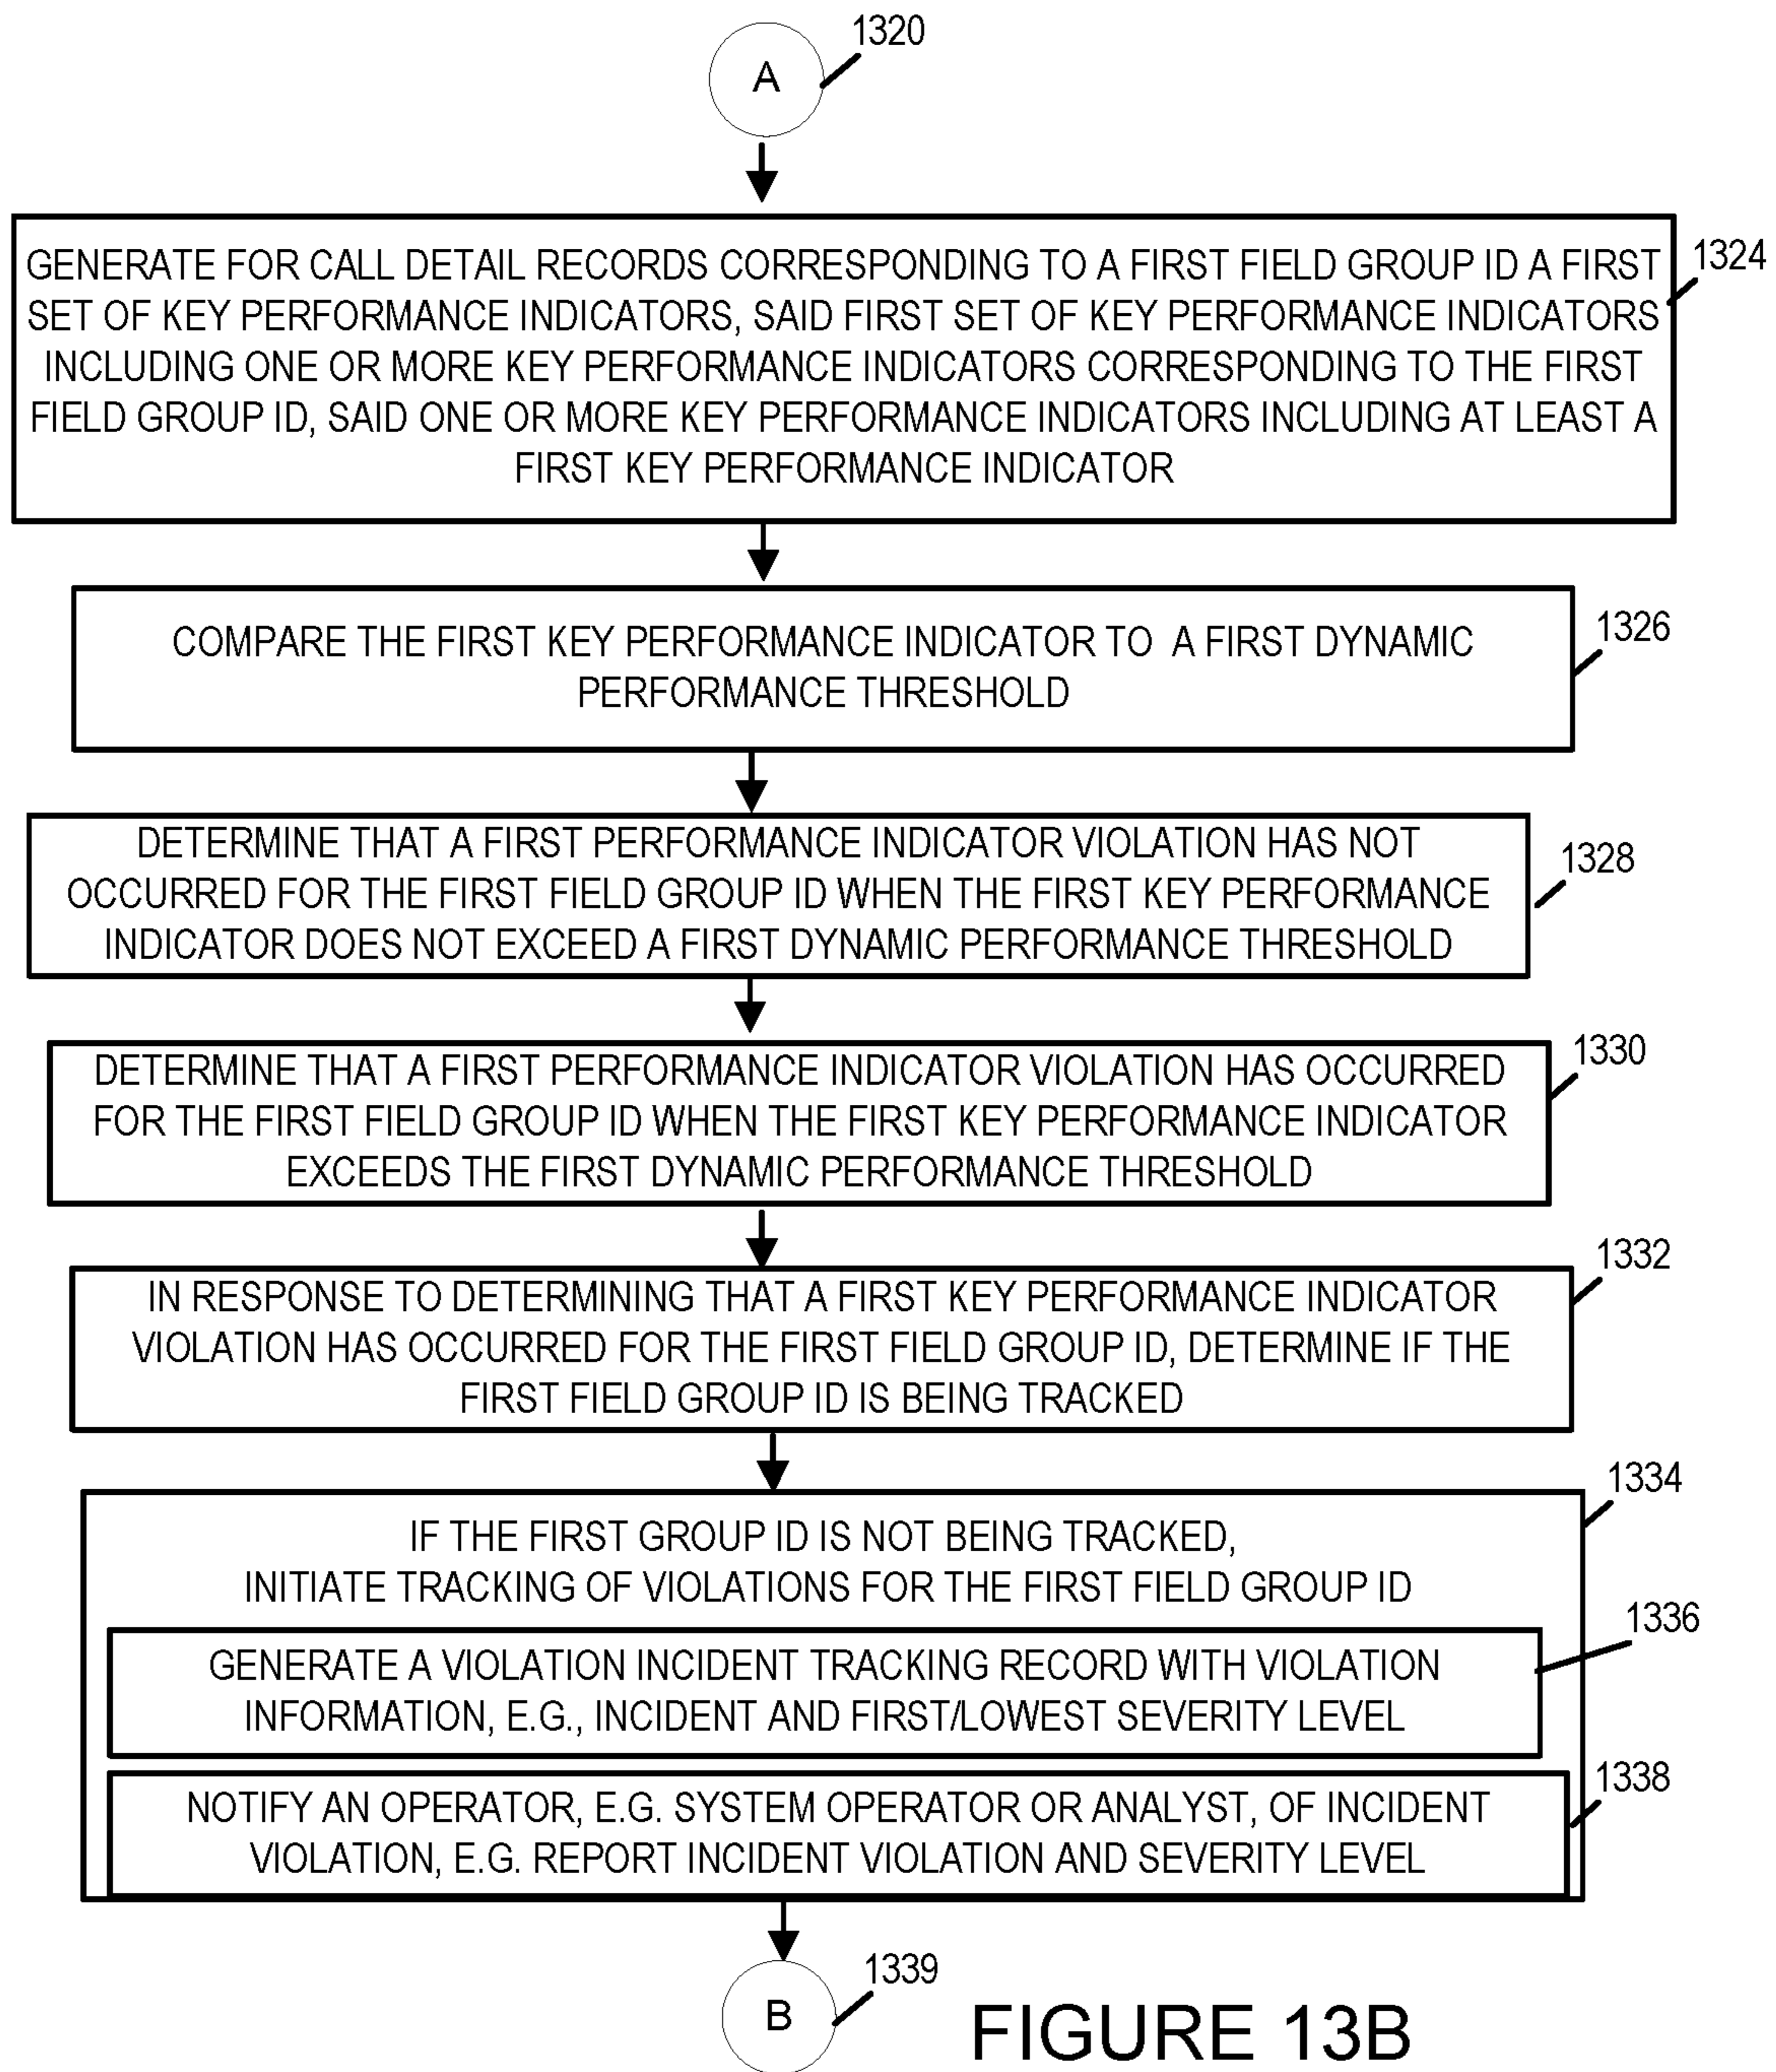 1320
A
GENERATE FOR CALL DETAIL RECORDS CORRESPONDING TO A FIRST FIELD GROUP ID A FIRST
SET OF KEY PERFORMANCE INDICATORS, SAID FIRST SET OF KEY PERFORMANCE INDICATORS
INCLUDING ONE OR MORE KEY PERFORMANCE INDICATORS CORRESPONDING TO THE FIRST
FIELD GROUP ID, SAID ONE OR MORE KEY PERFORMANCE INDICATORS INCLUDING AT LEAST A
FIRST KEY PERFORMANCE INDICATOR
1324
COMPARE THE FIRST KEY PERFORMANCE INDICATOR TO A FIRST DYNAMIC
PERFORMANCE THRESHOLD
1326
DETERMINE THAT A FIRST PERFORMANCE INDICATOR VIOLATION HAS NOT
OCCURRED FOR THE FIRST FIELD GROUP ID WHEN THE FIRST KEY PERFORMANCE
INDICATOR DOES NOT EXCEED A FIRST DYNAMIC PERFORMANCE THRESHOLD
1328
DETERMINE THAT A FIRST PERFORMANCE INDICATOR VIOLATION HAS OCCURRED
FOR THE FIRST FIELD GROUP ID WHEN THE FIRST KEY PERFORMANCE INDICATOR
EXCEEDS THE FIRST DYNAMIC PERFORMANCE THRESHOLD
1330
IN RESPONSE TO DETERMINING THAT A FIRST KEY PERFORMANCE INDICATOR
VIOLATION HAS OCCURRED FOR THE FIRST FIELD GROUP ID, DETERMINE IF THE
FIRST FIELD GROUP ID IS BEING TRACKED
1332
IF THE FIRST GROUP ID IS NOT BEING TRACKED,
INITIATE TRACKING OF VIOLATIONS FOR THE FIRST FIELD GROUP ID
1334
GENERATE A VIOLATION INCIDENT TRACKING RECORD WITH VIOLATION
INFORMATION, E.G., INCIDENT AND FIRST/LOWEST SEVERITY LEVEL
1336
NOTIFY AN OPERATOR, E.G. SYSTEM OPERATOR OR ANALYST, OF INCIDENT
VIOLATION, E.G. REPORT INCIDENT VIOLATION AND SEVERITY LEVEL
1338
B
1339
FIGURE 13B